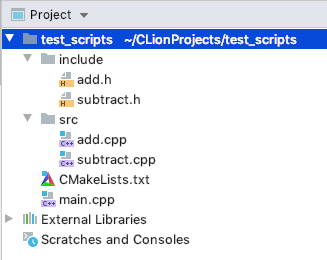 Project
test_scripts ~/CLionProjects/test_scripts
include
H add.h
H subtract.h
src
C++ add.cpp
C++ subtract.cpp
CMakeLists.txt
C++ main.cpp
External Libraries
Scratches and Consoles